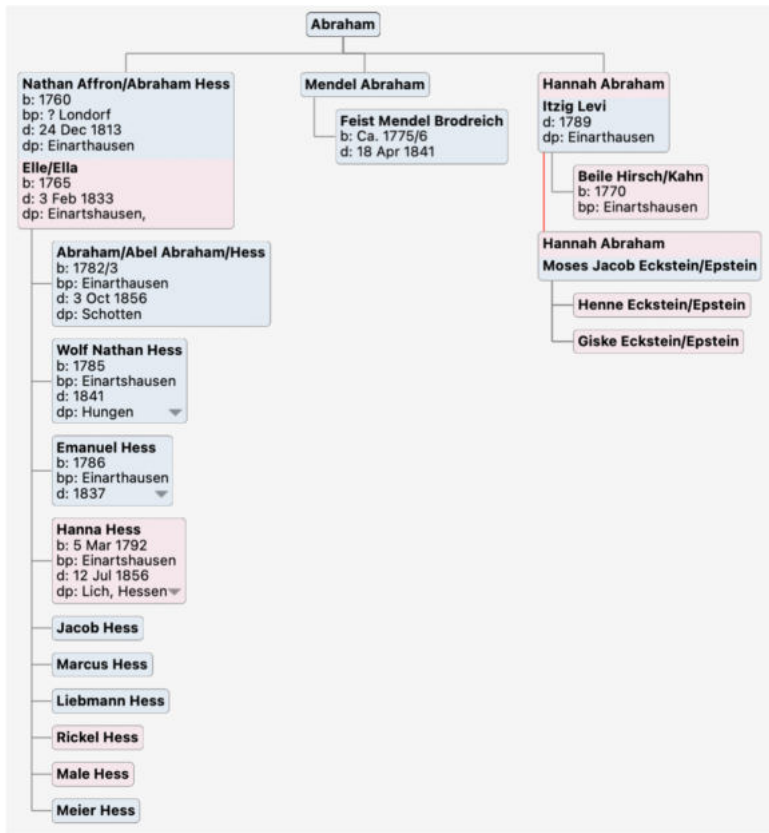 Abraham
Nathan Affron/Abraham Hess
b: 1760
bp: ? Londorf
d: 24 Dec 1813
dp: Einarthausen
Elle/Ella
b: 1765
d: 3 Feb 1833
dp: Einartshausen,
Abraham/Abel Abraham/Hess
b: 1782/3
bp: Einarthausen
d: 3 Oct 1856
dp: Schotten
Wolf Nathan Hess
b: 1785
bp: Einartshausen
d: 1841
dp: Hungen
Emanuel Hess
b: 1786
bp: Einarthausen
d: 1837
Hanna Hess
b: 5 Mar 1792
bp: Einartshausen
d: 12 Jul 1856
dp: Lich, Hessen
Jacob Hess
Marcus Hess
Liebmann Hess
Rickel Hess
Male Hess
Meier Hess
Mendel Abraham
Feist Mendel Brodreich
b: Ca. 1775/6
d: 18 Apr 1841
Hannah Abraham
Itzig Levi
d: 1789
dp: Einarthausen
Beile Hirsch/Kahn
b: 1770
bp: Einartshausen
Hannah Abraham
Moses Jacob Eckstein/Epstein
Henne Eckstein/Epstein
Giske Eckstein/Epstein